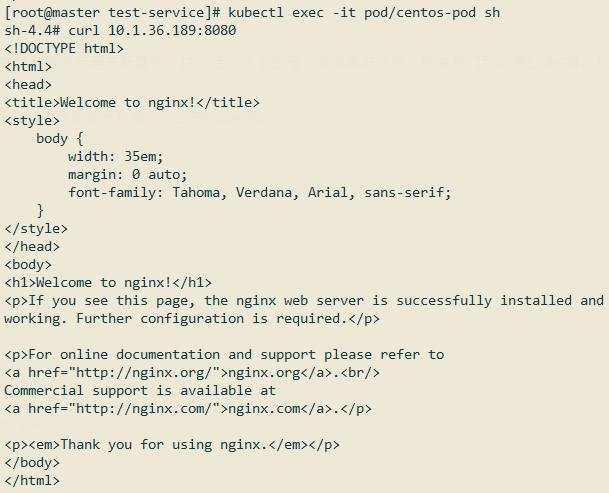 [root@master test-service]# kubectl exec -it pod/centos-pod sh
sh-4.4# curl 10.1.36.189:8080
<!DOCTYPE html>
<html>
<head>
<title>Welcome to nginx!</title>
<style>
    body {
        width: 35em;
        margin: 0 auto;
        font-family: Tahoma, Verdana, Arial, sans-serif;
    }
</style>
</head>
<body>
<h1>Welcome to nginx!</h1>
<p>If you see this page, the nginx web server is successfully installed and
working. Further configuration is required.</p>

<p>For online documentation and support please refer to
<a href="http://nginx.org/">nginx.org</a>.<br/>
Commercial support is available at
<a href="http://nginx.com/">nginx.com</a>.</p>

<p><em>Thank you for using nginx.</em></p>
</body>
</html>